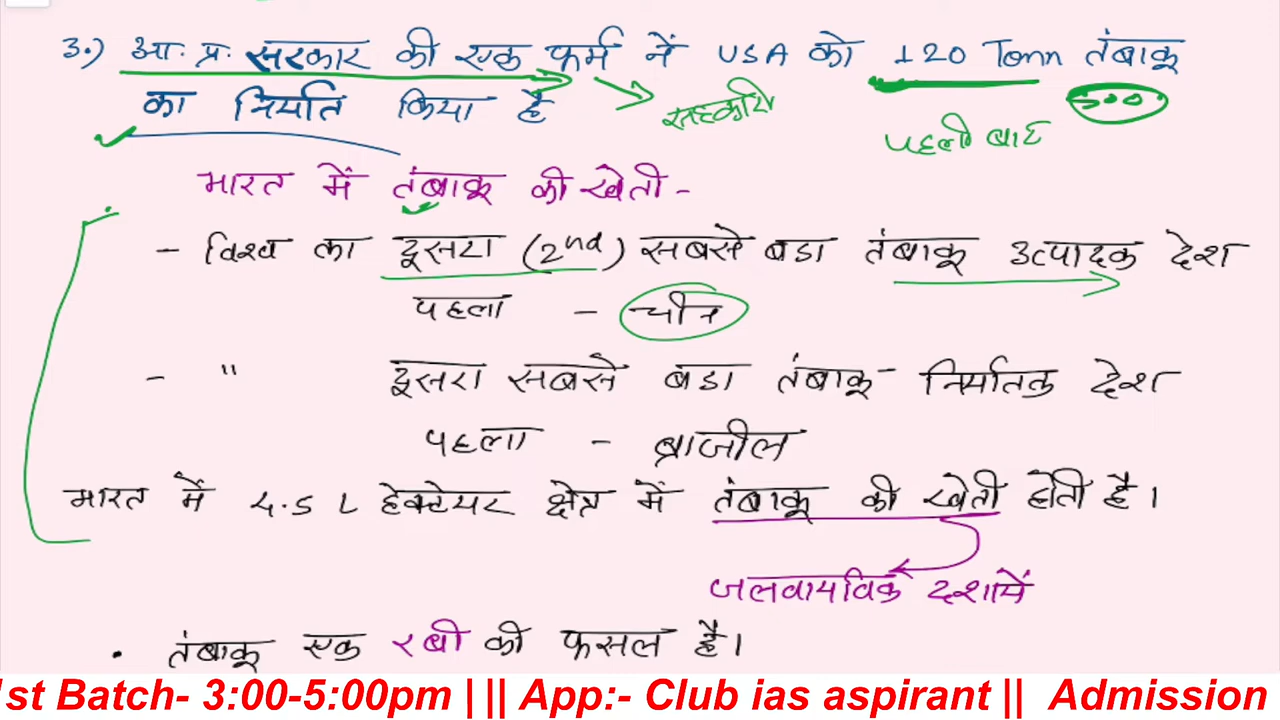 3.) आ. प्र. सरकार की एक फर्म ने USA को 120 Tonn तंबाकू
का निर्यात किया है
सहकारी
500
पहली बार
भारत में तंबाकू की खेती -
- विश्व का दूसरा (2nd) सबसे बडा तंबाकू उत्पादक देश
पहला - चीन
- " दूसरा सबसे बडा तंबाकू निर्यातक देश
पहला - ब्राजील
भारत में 4.5 L हेक्टेयर क्षेत्र में तंबाकू की खेती होती है।
जलवायविक दशायें
• तंबाकू एक रबी की फसल है।
1st Batch- 3:00-5:00pm | || App:- Club ias aspirant || Admission